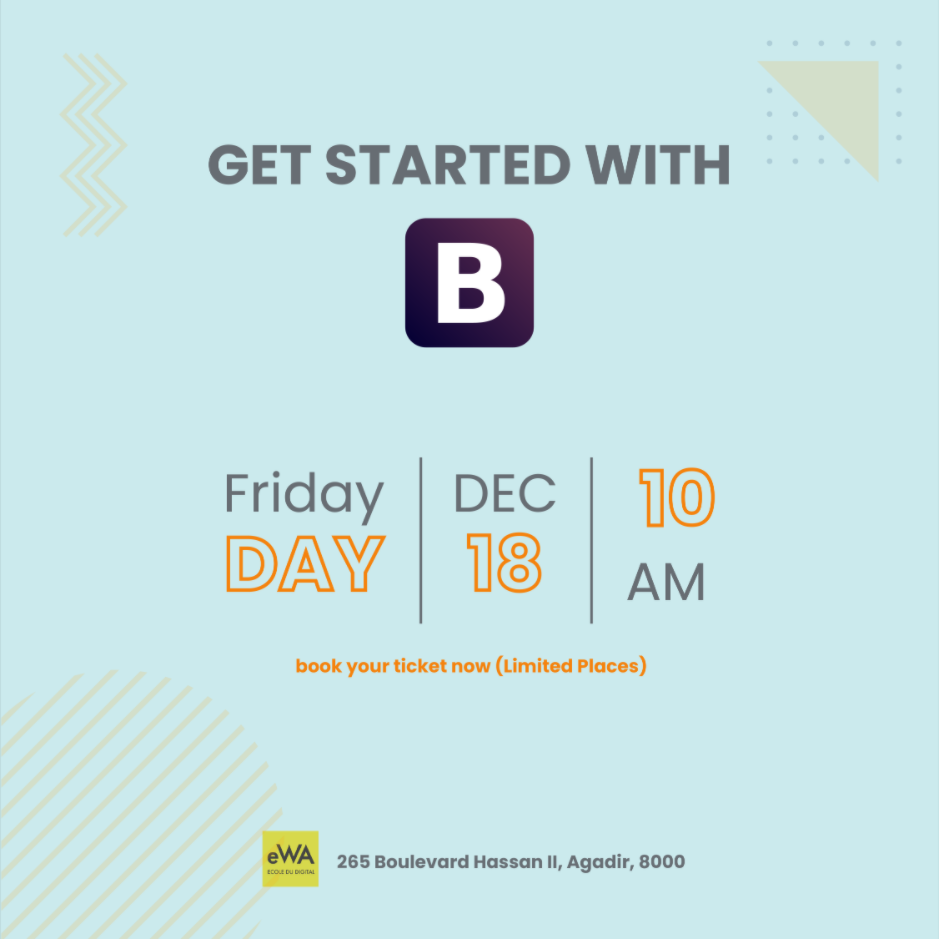 GET STARTED WITH
B
Friday
DAY
DEC
18
10
AM
book your ticket now (Limited Places)
eWA
ECOLE DU DIGITAL
265 Boulevard Hassan II, Agadir, 8000